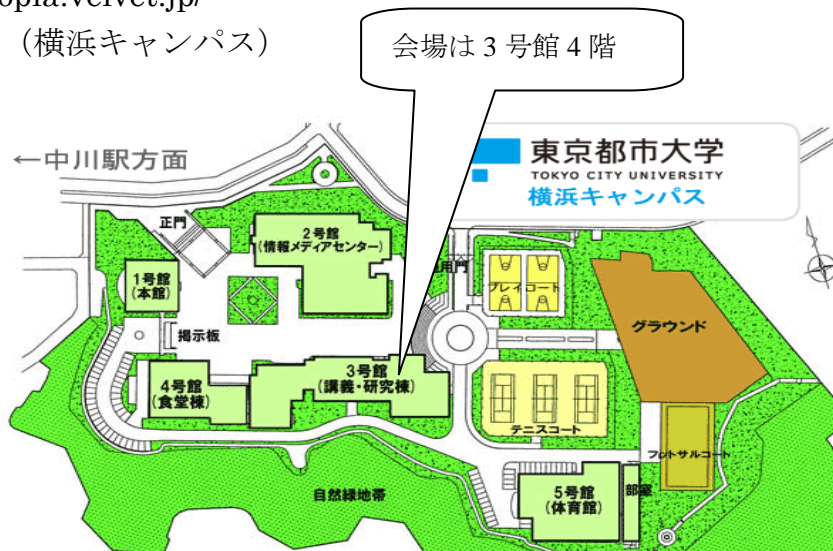 opia.velvet.jp/
（横浜キャンパス）
会場は 3 号館 4 階
←中川駅方面
東京都市大学
TOKYO CITY UNIVERSITY
横浜キャンパス
正門
2号館
(情報メディアセンター)
用門
1号館
(本館)
プレイコート
グラウンド
掲示板
3号館
(講義・研究棟)
4号館
(食堂棟)
テニスコート
フットサルコート
5号館
(体育館)
部室
自然緑地帯